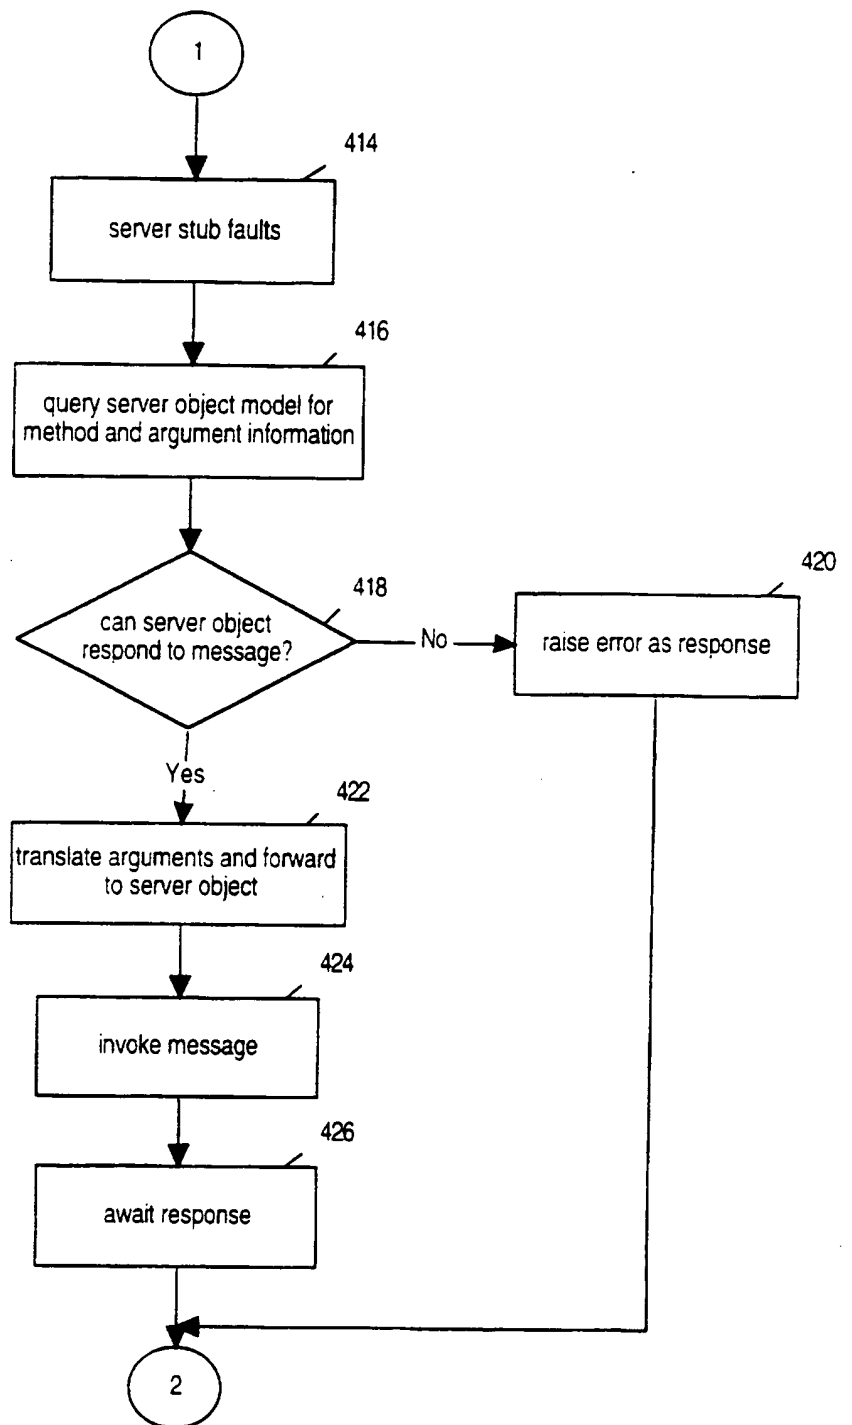 1
414
server stub faults
416
query server object model for
method and argument information
418
can server object
respond to message?
No
420
raise error as response
Yes
422
translate arguments and forward
to server object
424
invoke message
426
await response
2